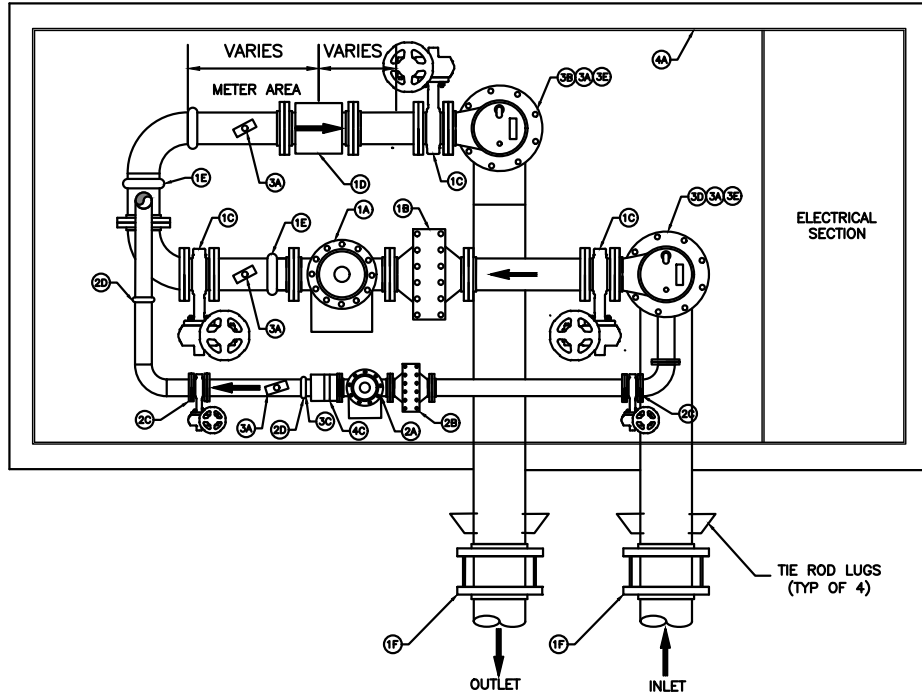 VARIES VARIES
METER AREA
3B 3A 3E
4A
3A
1D
1C
1E
1C
1E
1A
1B
1C
3D 3A 3E
ELECTRICAL
SECTION
2D
3A
2C
3A
2D
3C
4C
2A
2B
2C
TIE ROD LUGS
(TYP OF 4)
1F
1F
OUTLET
INLET